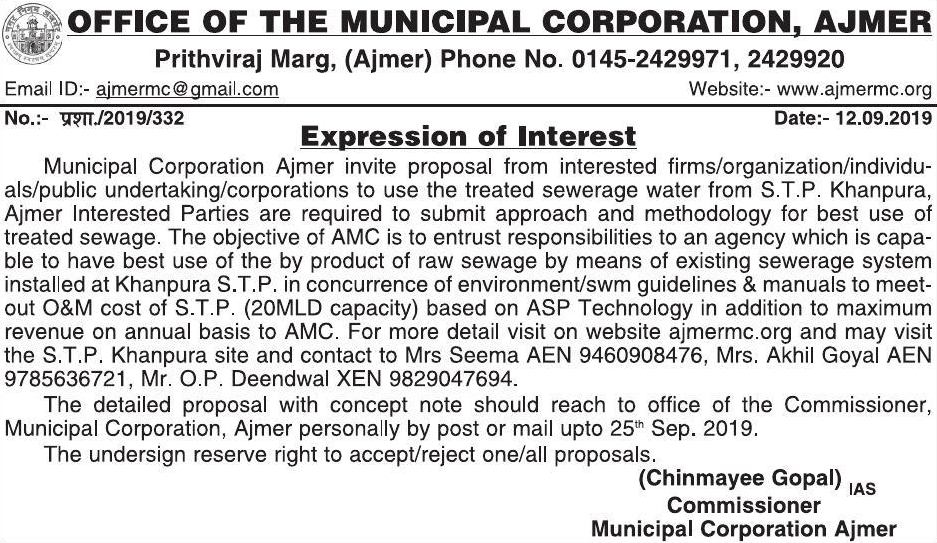 OFFICE OF THE MUNICIPAL CORPORATION, AJMER
Prithviraj Marg, (Ajmer) Phone No. 0145-2429971, 2429920
Email ID:- ajmermc@gmail.com Website:- www.ajmermc.org
No.:- प्रशा./2019/332 Date:- 12.09.2019
Expression of Interest
Municipal Corporation Ajmer invite proposal from interested firms/organization/individu-
als/public undertaking/corporations to use the treated sewerage water from S.T.P. Khanpura,
Ajmer Interested Parties are required to submit approach and methodology for best use of
treated sewage. The objective of AMC is to entrust responsibilities to an agency which is capa-
ble to have best use of the by product of raw sewage by means of existing sewerage system
installed at Khanpura S.T.P. in concurrence of environment/swm guidelines & manuals to meet-
out O&M cost of S.T.P. (20MLD capacity) based on ASP Technology in addition to maximum
revenue on annual basis to AMC. For more detail visit on website ajmermc.org and may visit
the S.T.P. Khanpura site and contact to Mrs Seema AEN 9460908476, Mrs. Akhil Goyal AEN
9785636721, Mr. O.P. Deendwal XEN 9829047694.
The detailed proposal with concept note should reach to office of the Commissioner,
Municipal Corporation, Ajmer personally by post or mail upto 25th Sep. 2019.
The undersign reserve right to accept/reject one/all proposals.
(Chinmayee Gopal) IAS
Commissioner
Municipal Corporation Ajmer